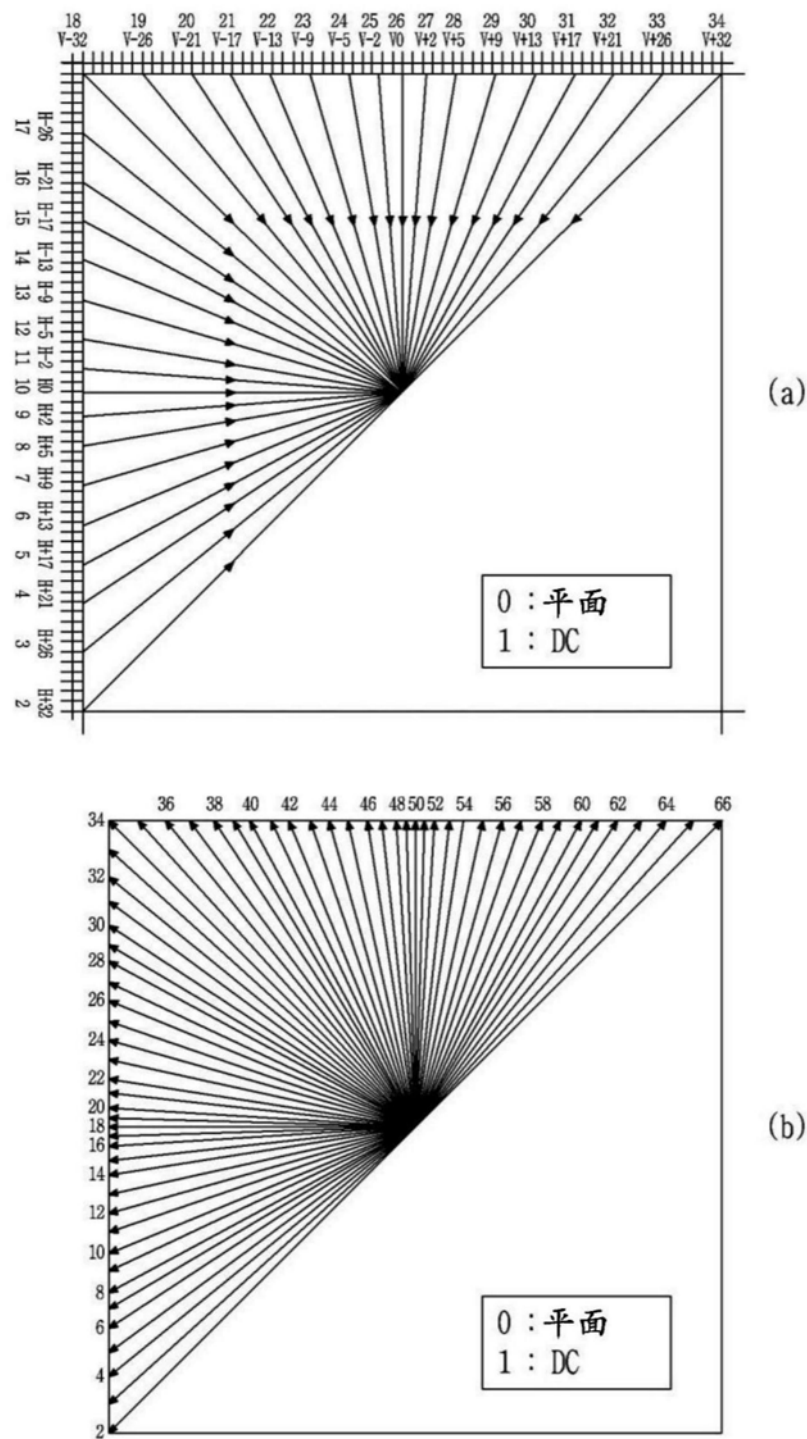 18 19 20 21 22 23 24 25 26 27 28 29 30 31 32 33 34
V-32 V-26 V-21 V-17 V-13 V-9 V-5 V-2 V0 V+2 V+5 V+9 V+13 V+17 V+21 V+26 V+32
17 H-26
16 H-21
15 H-17
14 H-13
13 H-9
12 H-5
11 H-2
10 H0
9 H+2
8 H+5
7 H+9
6 H+13
5 H+17
4 H+21
3 H+26
2 H+32
(a)
0 : 平面
1 : DC
36 38 40 42 44 46 48 50 52 54 56 58 60 62 64 66
34
32
30
28
26
24
22
20
18
16
14
12
10
8
6
4
2
(b)
0 : 平面
1 : DC